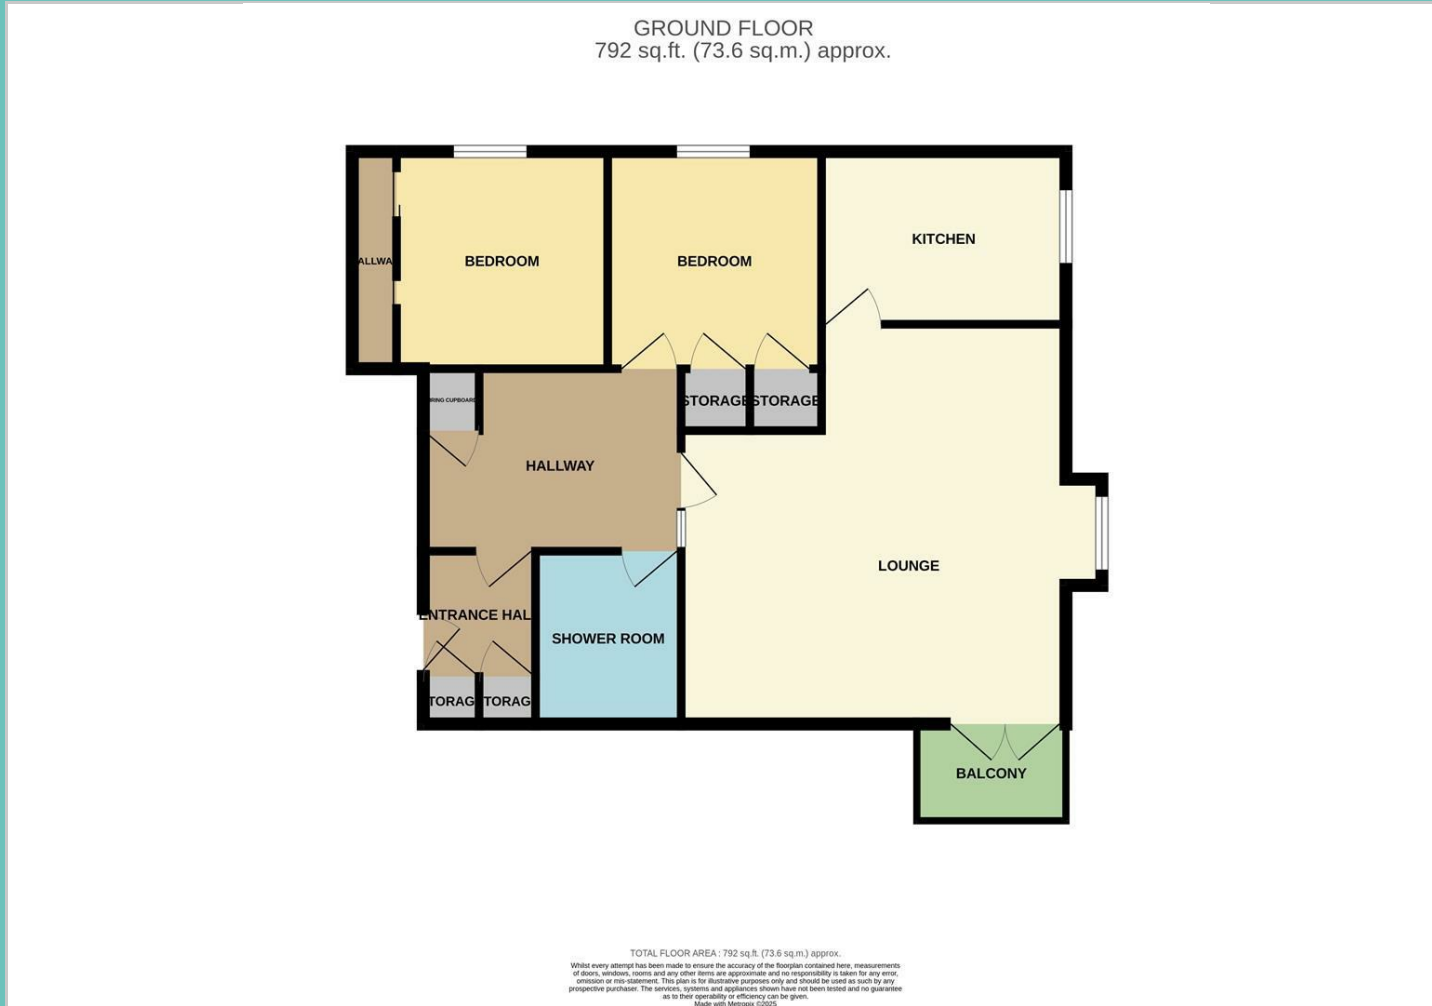 GROUND FLOOR
792 sq.ft. (73.6 sq.m.) approx.
KITCHEN
ALLWA
BEDROOM
BEDROOM
RING CUPBOARD
STORAGE
STORAGE
HALLWAY
LOUNGE
ENTRANCE HAL
SHOWER ROOM
TORAG
TORAG
BALCONY
TOTAL FLOOR AREA : 792 sq.ft. (73.6 sq.m.) approx.
Whilst every attempt has been made to ensure the accuracy of the floorplan contained here, measurements
of doors, windows, rooms and any other items are approximate and no responsibility is taken for any error,
omission or mis-statement. This plan is for illustrative purposes only and should be used as such by any
prospective purchaser. The services, systems and appliances shown have not been tested and no guarantee
as to their operability or efficiency can be given.
Made with Metropix ©2025